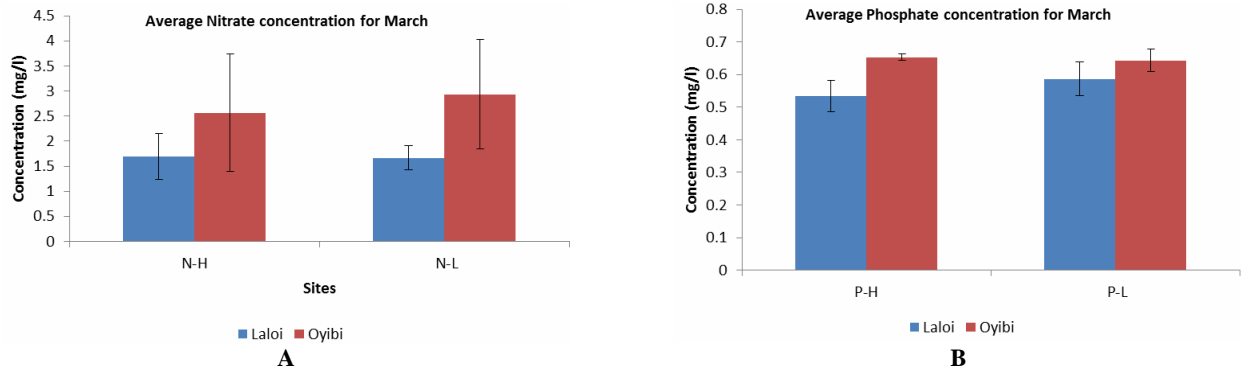 Average Nitrate concentration for March
Concentration (mg/l)
4.5
4
3.5
3
2.5
2
1.5
1
0.5
0
N-H N-L
Sites
Laloi Oyibi
A
Average Phosphate concentration for March
Concentration (mg/l)
0.8
0.7
0.6
0.5
0.4
0.3
0.2
0.1
0
P-H P-L
Laloi Oyibi
B